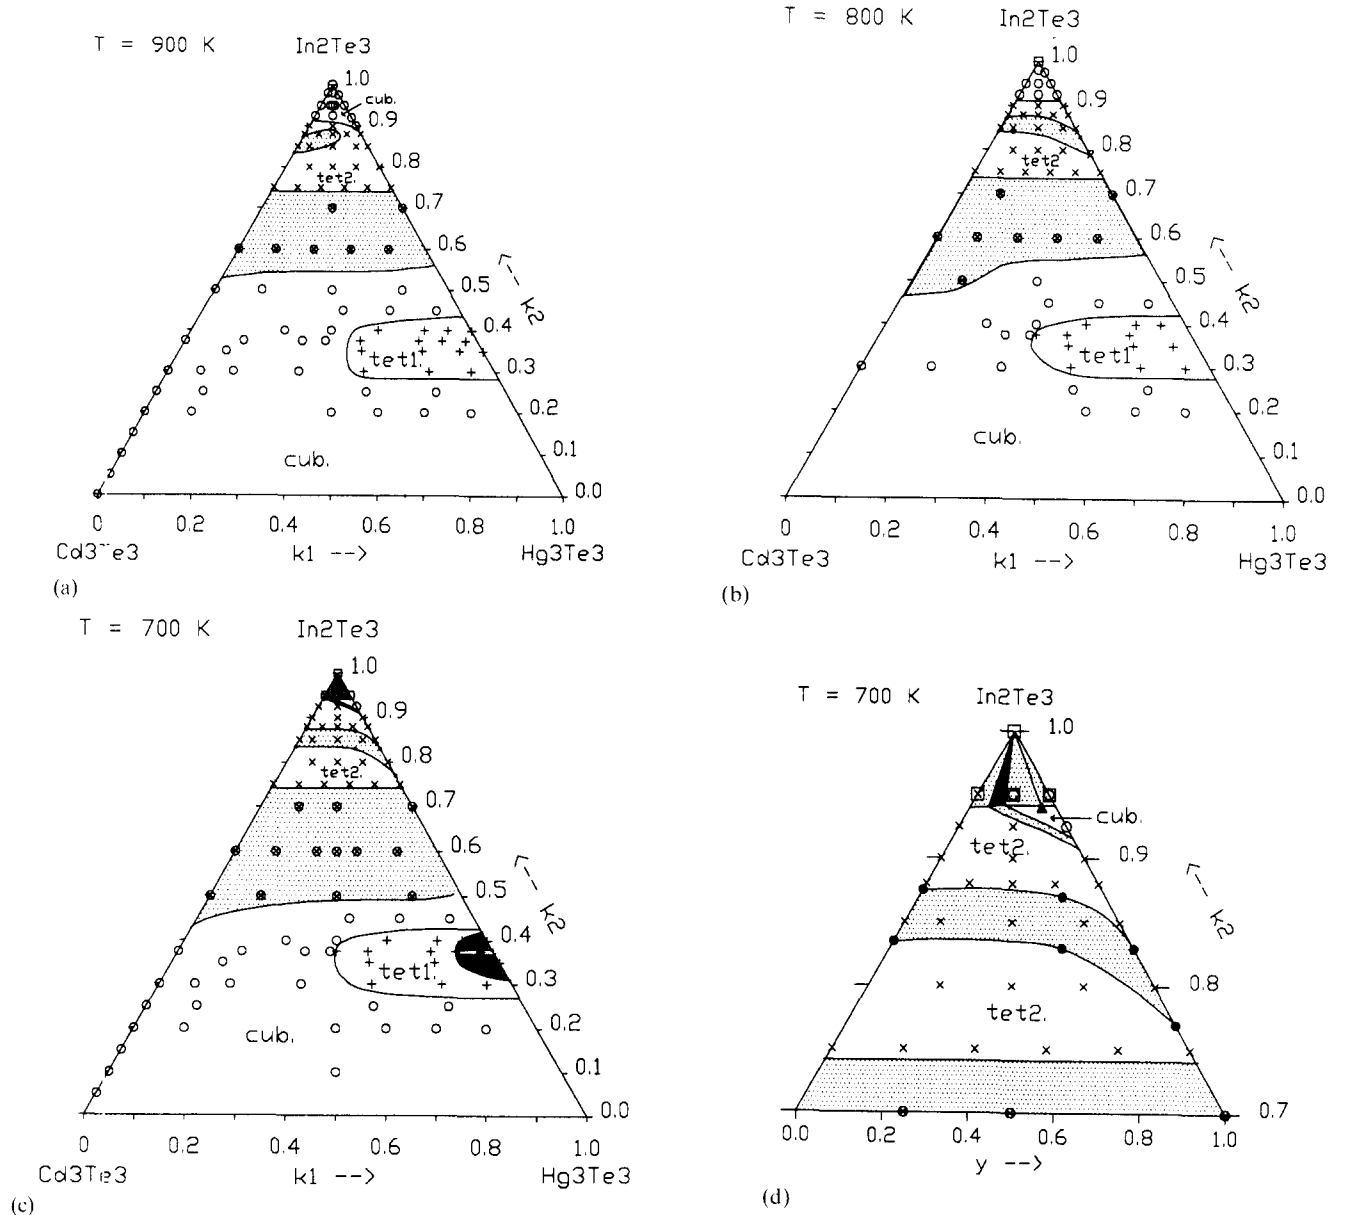 T = 900 K
In2Te3
1.0
cub.
0.9
0.8
tet2.
0.7
0.6
0.5
k2
0.4
tet1.
0.3
0.2
cub.
0.1
0.0
0 0.2 0.4 0.6 0.8 1.0
Cd3Te3 k1 --> Hg3Te3
(a)
T = 800 K
In2Te3
1.0
0.9
0.8
tet2
0.7
0.6
0.5
k2
0.4
tet1
0.3
0.2
cub.
0.1
0.0
0 0.2 0.4 0.6 0.8 1.0
Cd3Te3 k1 --> Hg3Te3
(b)
T = 700 K
In2Te3
1.0
0.9
0.8
tet2.
0.7
0.6
0.5
k2
0.4
tet1.
0.3
0.2
cub.
0.1
0.0
0 0.2 0.4 0.6 0.8 1.0
Cd3Te3 k1 --> Hg3Te3
(c)
T = 700 K
In2Te3
1.0
cub.
tet2.
0.9
k2
0.8
tet2.
0.7
0.0 0.2 0.4 0.6 0.8 1.0
y -->
(d)